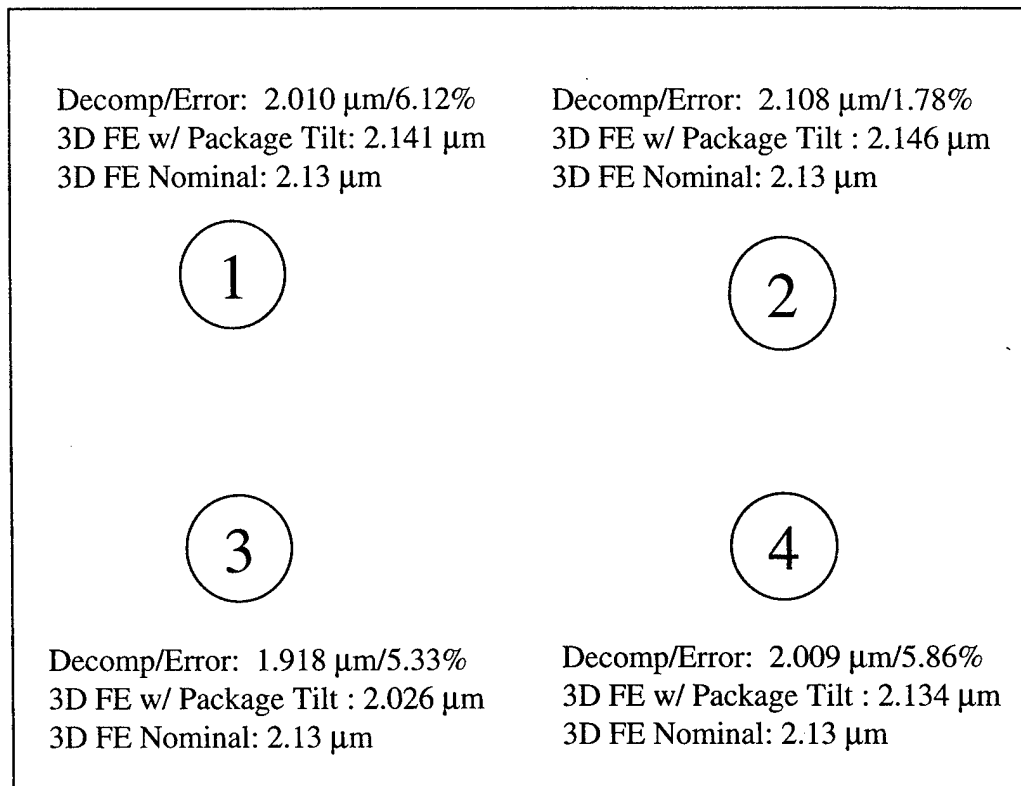 Decomp/Error: 2.010 μm/6.12%
3D FE w/ Package Tilt: 2.141 μm
3D FE Nominal: 2.13 μm
Decomp/Error: 2.108 μm/1.78%
3D FE w/ Package Tilt : 2.146 μm
3D FE Nominal: 2.13 μm
1
2
3
4
Decomp/Error: 1.918 μm/5.33%
3D FE w/ Package Tilt : 2.026 μm
3D FE Nominal: 2.13 μm
Decomp/Error: 2.009 μm/5.86%
3D FE w/ Package Tilt : 2.134 μm
3D FE Nominal: 2.13 μm